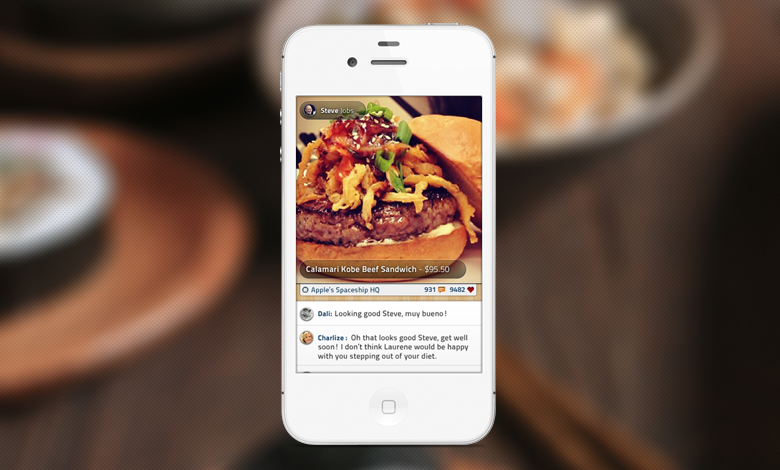 Steve Jobs
Calamari Kobe Beef Sandwich - $95.50
Apple's Spaceship HQ 931 9482
Dali: Looking good Steve, muy bueno!
Charlize: Oh that looks good Steve, get well
soon! I don't think Laurene would be happy
with you stepping out of your diet.